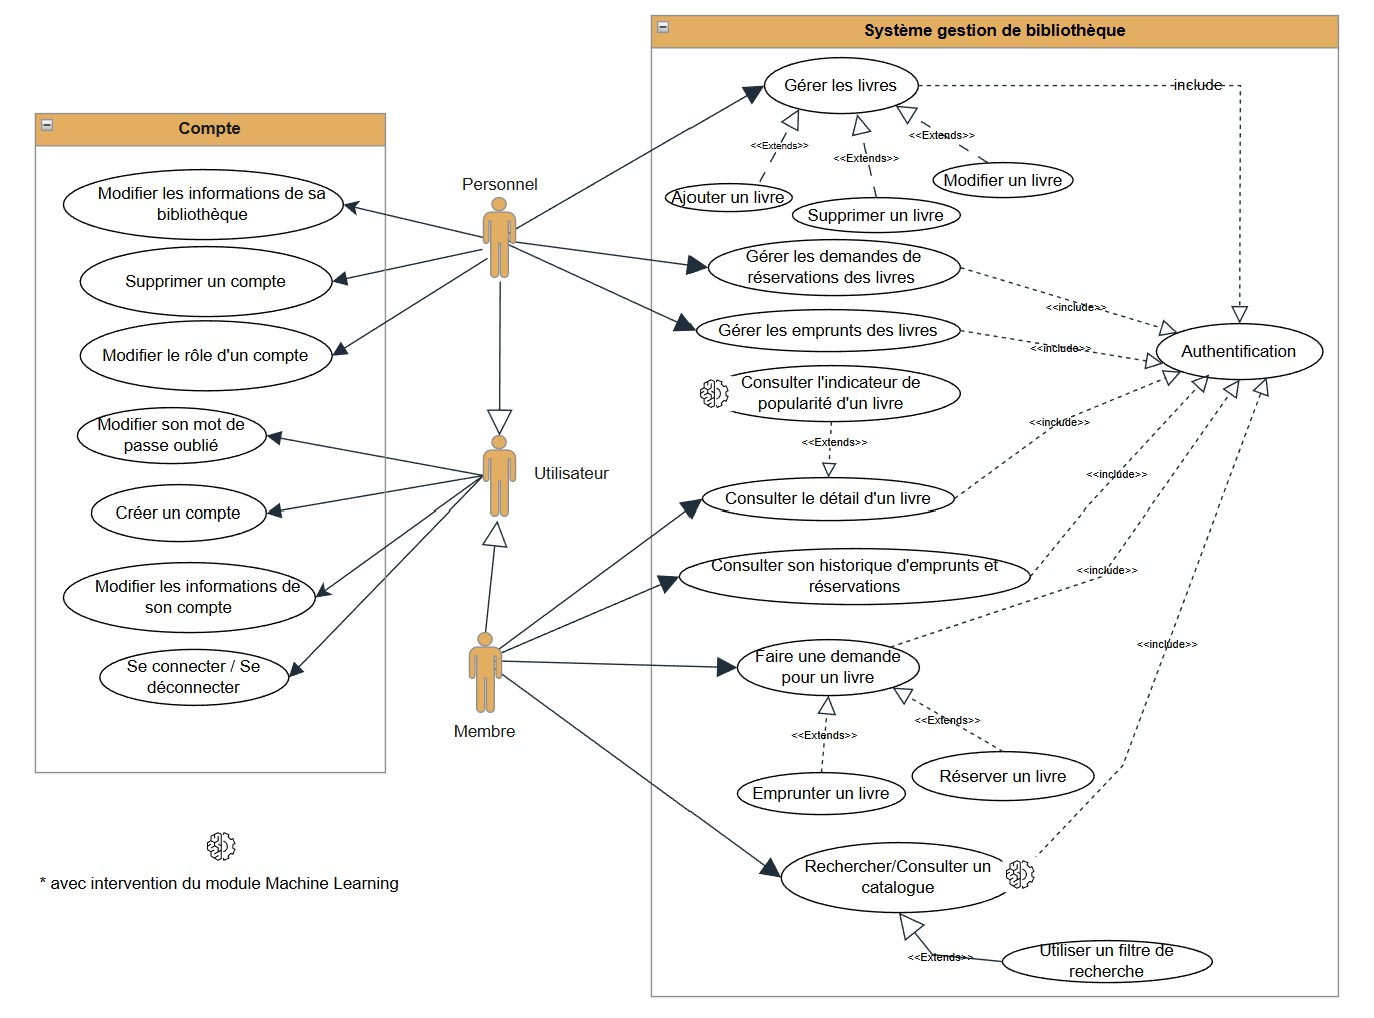 Système gestion de bibliothèque
Gérer les livres
include
<<Extends>>
<<Extends>>
<<Extends>>
Ajouter un livre
Supprimer un livre
Modifier un livre
Gérer les demandes de
réservations des livres
<<include>>
Gérer les emprunts des livres
<<include>>
Authentification
Consulter l'indicateur de
popularité d'un livre
<<Extends>>
<<include>>
Consulter le détail d'un livre
<<include>>
Consulter son historique d'emprunts et
réservations
<<include>>
Faire une demande
pour un livre
<<include>>
<<Extends>>
<<Extends>>
Emprunter un livre
Réserver un livre
Rechercher/Consulter un
catalogue
<<Extends>>
Utiliser un filtre de
recherche
Compte
Modifier les informations de sa
bibliothèque
Supprimer un compte
Modifier le rôle d'un compte
Modifier son mot de
passe oublié
Créer un compte
Modifier les informations de
son compte
Se connecter / Se
déconnecter
Personnel
Utilisateur
Membre
* avec intervention du module Machine Learning